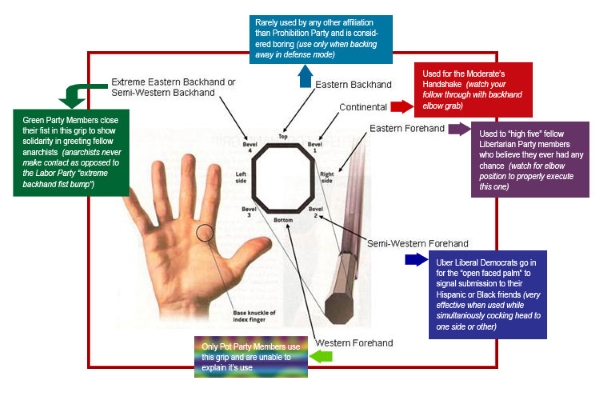 Rarely used by any other affiliation
than Prohibition Party and is consid-
ered boring (use only when backing
away in defense mode)
Extreme Eastern Backhand or
Semi-Western Backhand
Eastern Backhand
Continental
Used for the Moderate's
Handshake (watch your
follow through with backhand
elbow grab)
Green Party Members close
their fist in this grip to show
solidarity in greeting fellow
anarchists (anarchists never
make contact as opposed to
the Labor Party "extreme
backhand fist bump")
Eastern Forehand
Used to "high five" fellow
Libertarian Party members
who believe they ever had any
chance (watch for elbow
position to properly execute
this one)
Top
Bevel
4
Bevel
1
Left
side
Right
side
Bevel
3
Bevel
2
Bottom
Semi-Western Forehand
Uber Liberal Democrats go in
for the "open faced palm" to
signal submission to their
Hispanic or Black friends (very
effective when used while
simultaniously cocking head to
one side or other)
Base knuckle of
index finger
Western Forehand
Only Pot Party Members use
this grip and are unable to
explain it's use